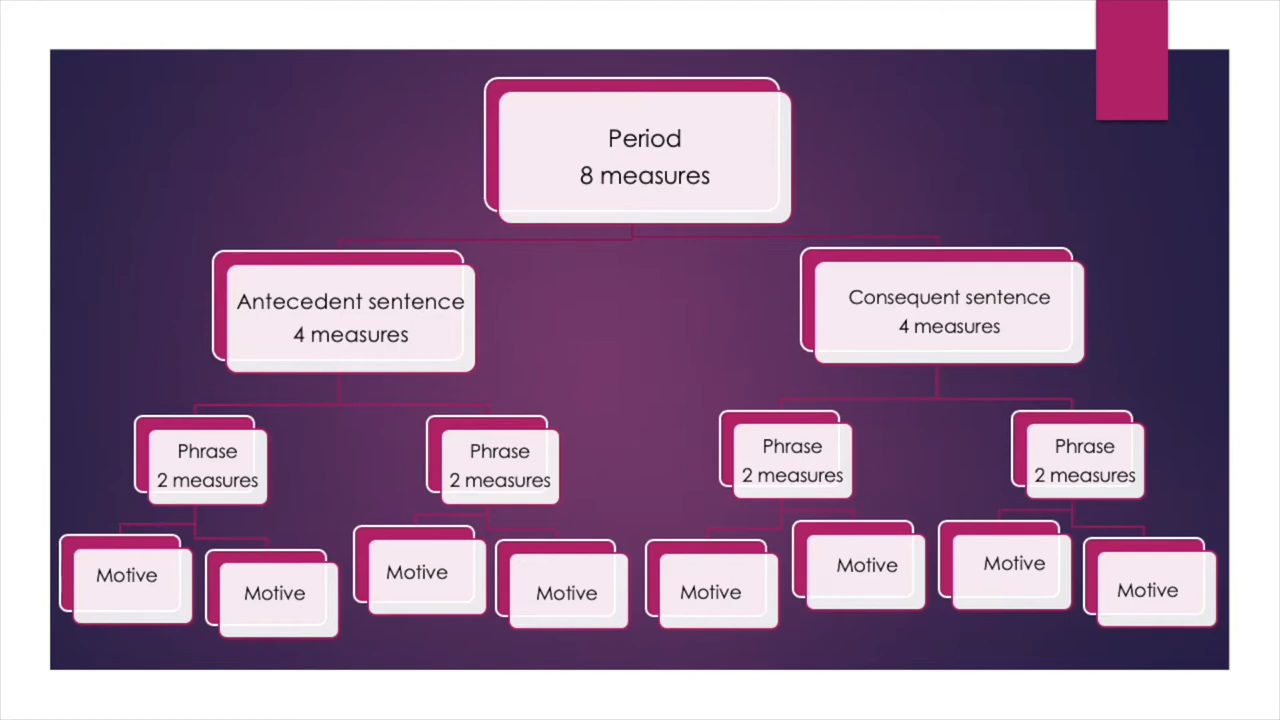 Period
8 measures
Antecedent sentence
4 measures
Consequent sentence
4 measures
Phrase
2 measures
Phrase
2 measures
Phrase
2 measures
Phrase
2 measures
Motive
Motive
Motive
Motive
Motive
Motive
Motive
Motive